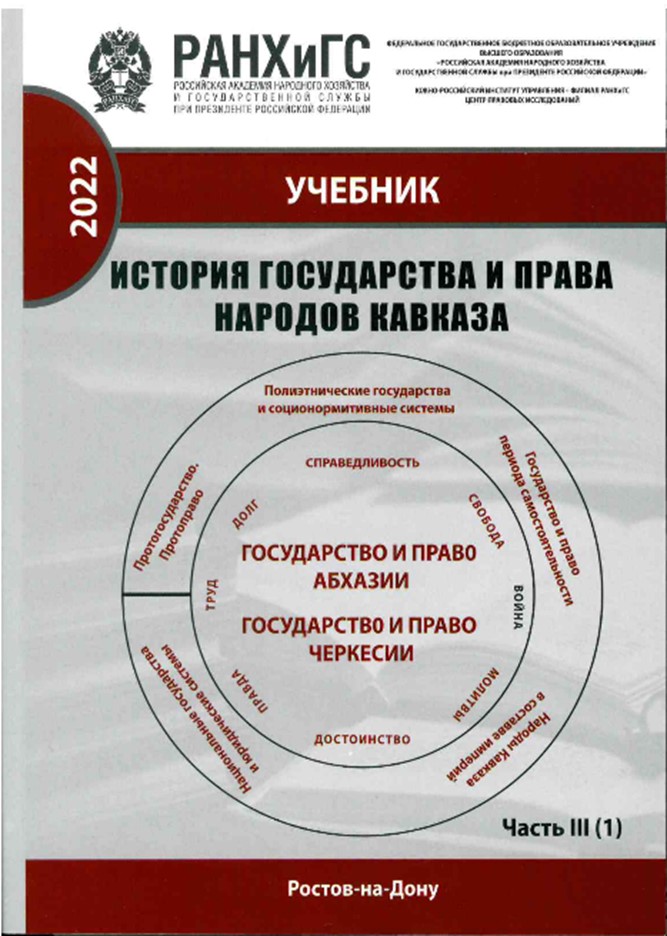 РАНХиГС
РОССИЙСКАЯ АКАДЕМИЯ НАРОДНОГО ХОЗЯЙСТВА
И ГОСУДАРСТВЕННОЙ СЛУЖБЫ
ПРИ ПРЕЗИДЕНТЕ РОССИЙСКОЙ ФЕДЕРАЦИИ
РАНХиГС
ФЕДЕРАЛЬНОЕ ГОСУДАРСТВЕННОЕ БЮДЖЕТНОЕ ОБРАЗОВАТЕЛЬНОЕ УЧРЕЖДЕНИЕ
ВЫСШЕГО ОБРАЗОВАНИЯ
«РОССИЙСКАЯ АКАДЕМИЯ НАРОДНОГО ХОЗЯЙСТВА
И ГОСУДАРСТВЕННОЙ СЛУЖБЫ при ПРЕЗИДЕНТЕ РОССИЙСКОЙ ФЕДЕРАЦИИ»
ЮЖНО-РОССИЙСКИЙ ИНСТИТУТ УПРАВЛЕНИЯ - ФИЛИАЛ РАНХиГС
ЦЕНТР ПРАВОВЫХ ИССЛЕДОВАНИЙ
2022
УЧЕБНИК
ИСТОРИЯ ГОСУДАРСТВА И ПРАВА
НАРОДОВ КАВКАЗА
Полиэтнические государства
и соционормитивные системы
Протогосударство.
Протоправо
Государство и право
периода самостоятельности
СПРАВЕДЛИВОСТЬ
ДОЛГ
СВОБОДА
ГОСУДАРСТВО И ПРАВО
АБХАЗИИ
ТРУД
ВОЙНА
ГОСУДАРСТВО И ПРАВО
ЧЕРКЕСИИ
ПРАВДА
МОЛИТВЫ
ДОСТОИНСТВО
Национальные государства
и юридические системы
Народы Кавказа
в составве империй
Часть III (1)
Ростов-на-Дону